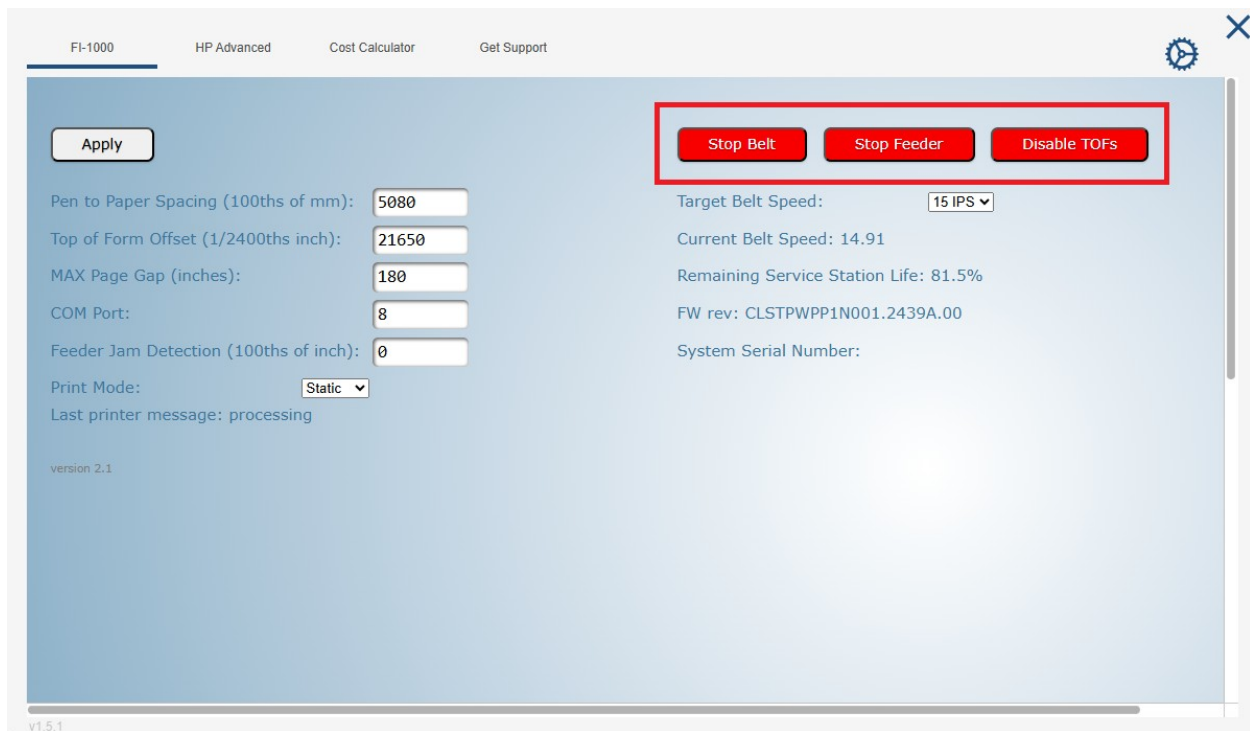 FI-1000 HP Advanced Cost Calculator Get Support
Apply
Stop Belt Stop Feeder Disable TOFs
Pen to Paper Spacing (100ths of mm): 5080
Target Belt Speed: 15 IPS
Top of Form Offset (1/2400ths inch): 21650
Current Belt Speed: 14.91
MAX Page Gap (inches): 180
Remaining Service Station Life: 81.5%
COM Port: 8
FW rev: CLSTPWPP1N001.2439A.00
Feeder Jam Detection (100ths of inch): 0
System Serial Number:
Print Mode: Static
Last printer message: processing
version 2.1
v1.5.1